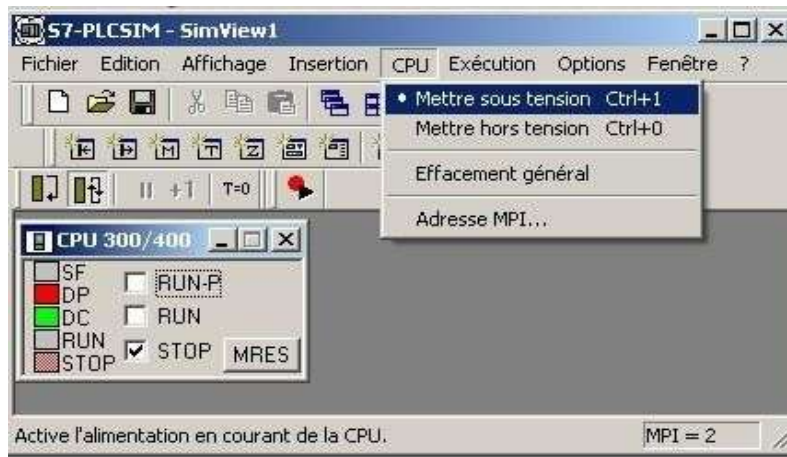 S7-PLCSIM - SimView1
Fichier Edition Affichage Insertion CPU Exécution Options Fenêtre ?
Mettre sous tension Ctrl+1
Mettre hors tension Ctrl+0
Effacement général
Adresse MPI...
+1 T=0
CPU 300/400
SF
DP
DC
RUN
STOP
RUN-P
RUN
STOP MRES
Active l'alimentation en courant de la CPU. MPI = 2